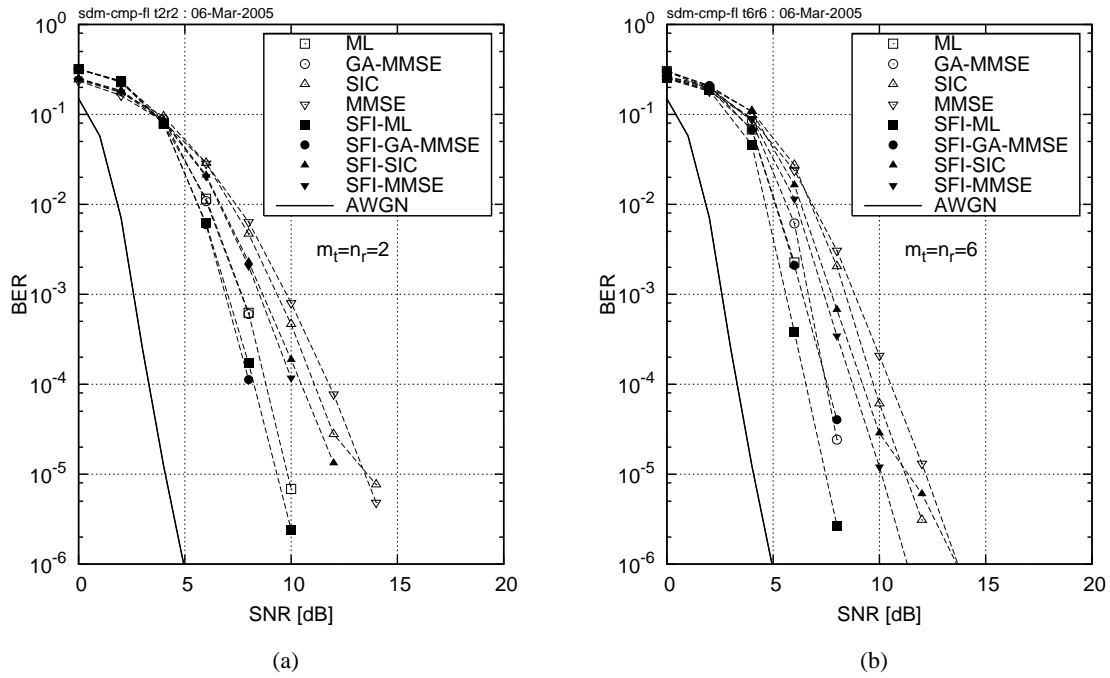 sdm-cmp-fl t2r2 : 06-Mar-2005
10^0
10^-1
10^-2
10^-3
10^-4
10^-5
10^-6
BER
0 5 10 15 20
SNR [dB]
ML
GA-MMSE
SIC
MMSE
SFI-ML
SFI-GA-MMSE
SFI-SIC
SFI-MMSE
AWGN
m_t=n_r=2
(a)
sdm-cmp-fl t6r6 : 06-Mar-2005
10^0
10^-1
10^-2
10^-3
10^-4
10^-5
10^-6
BER
0 5 10 15 20
SNR [dB]
ML
GA-MMSE
SIC
MMSE
SFI-ML
SFI-GA-MMSE
SFI-SIC
SFI-MMSE
AWGN
m_t=n_r=6
(b)